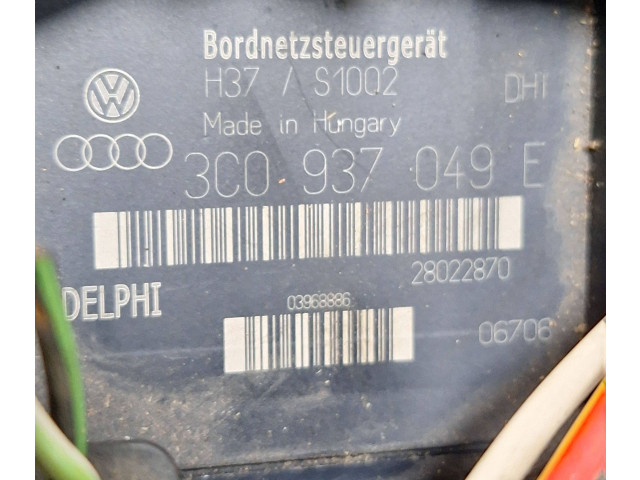 Bordnetzsteuergerät
H37 / S1002 DHI
Made in Hungary
3C0 937 049 E
28022870
DELPHI
03968886
06706